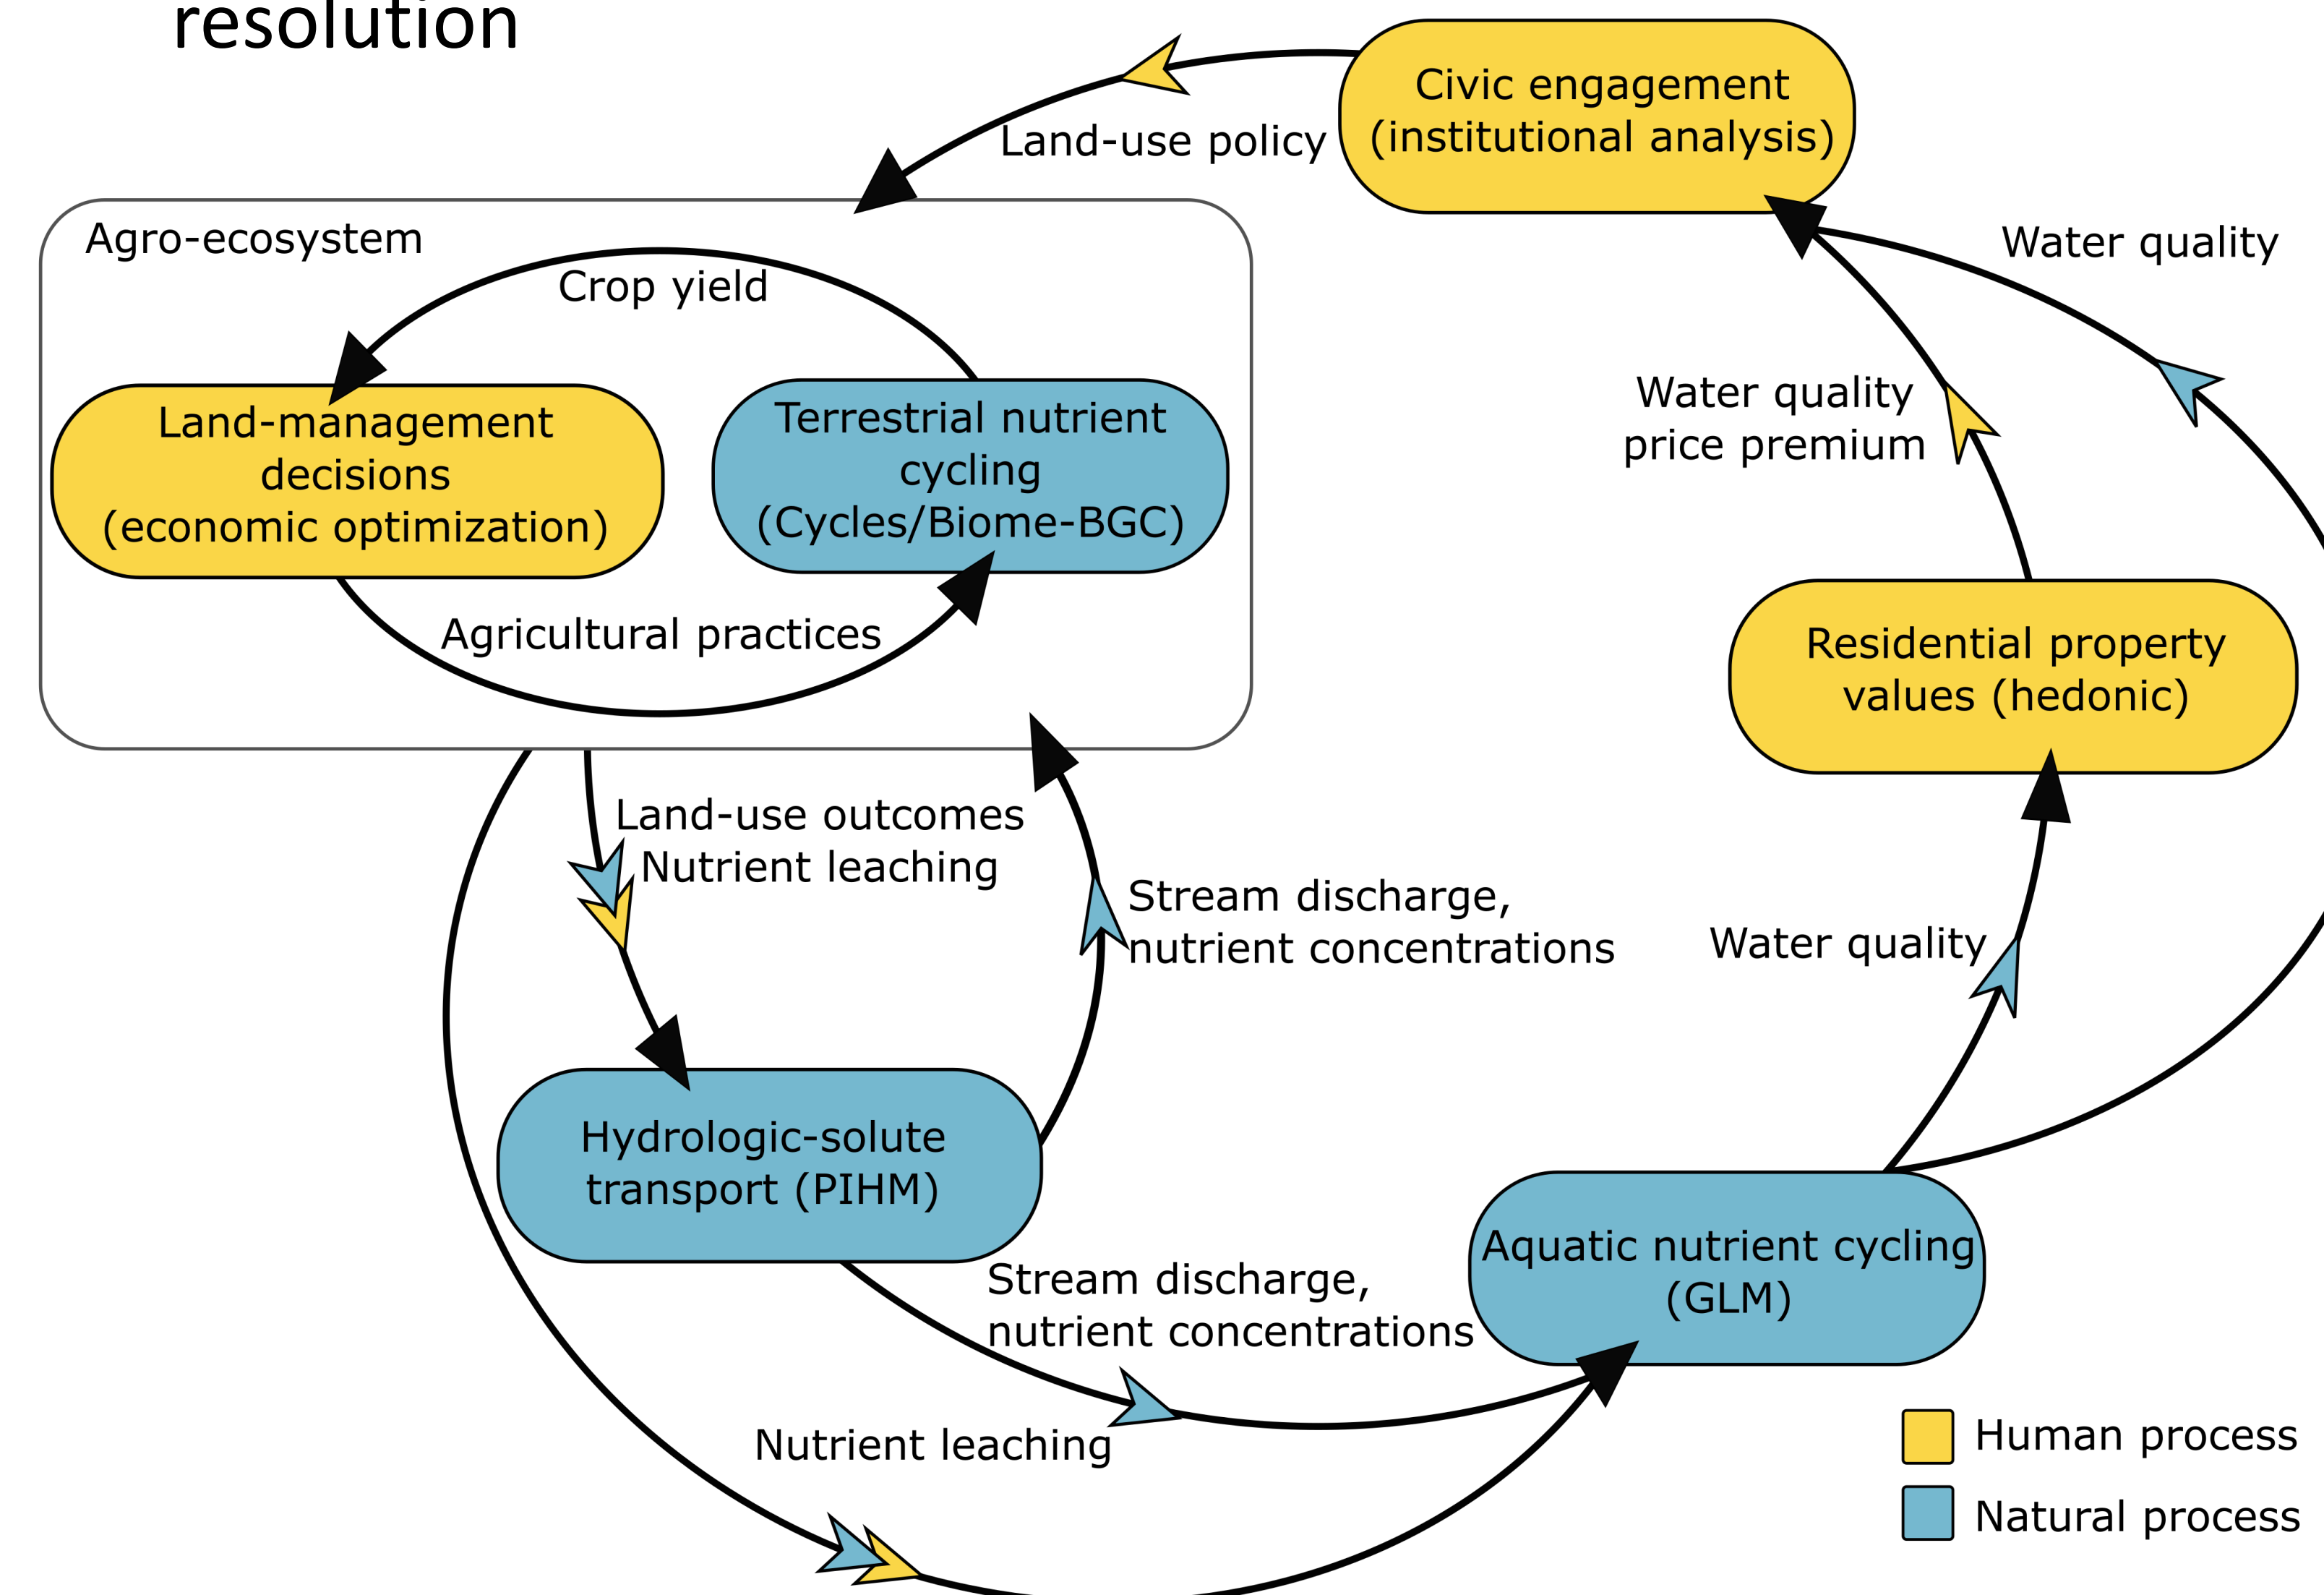 resolution
Civic engagement
(institutional analysis)
Land-use policy
Agro-ecosystem
Water quality
Crop yield
Water quality
price premium
Land-management
decisions
(economic optimization)
Terrestrial nutrient
cycling
(Cycles/Biome-BGC)
Agricultural practices
Residential property
values (hedonic)
Land-use outcomes
Nutrient leaching
Stream discharge,
nutrient concentrations
Water quality
Hydrologic-solute
transport (PIHM)
Aquatic nutrient cycling
(GLM)
Stream discharge,
nutrient concentrations
Nutrient leaching
Human process
Natural process